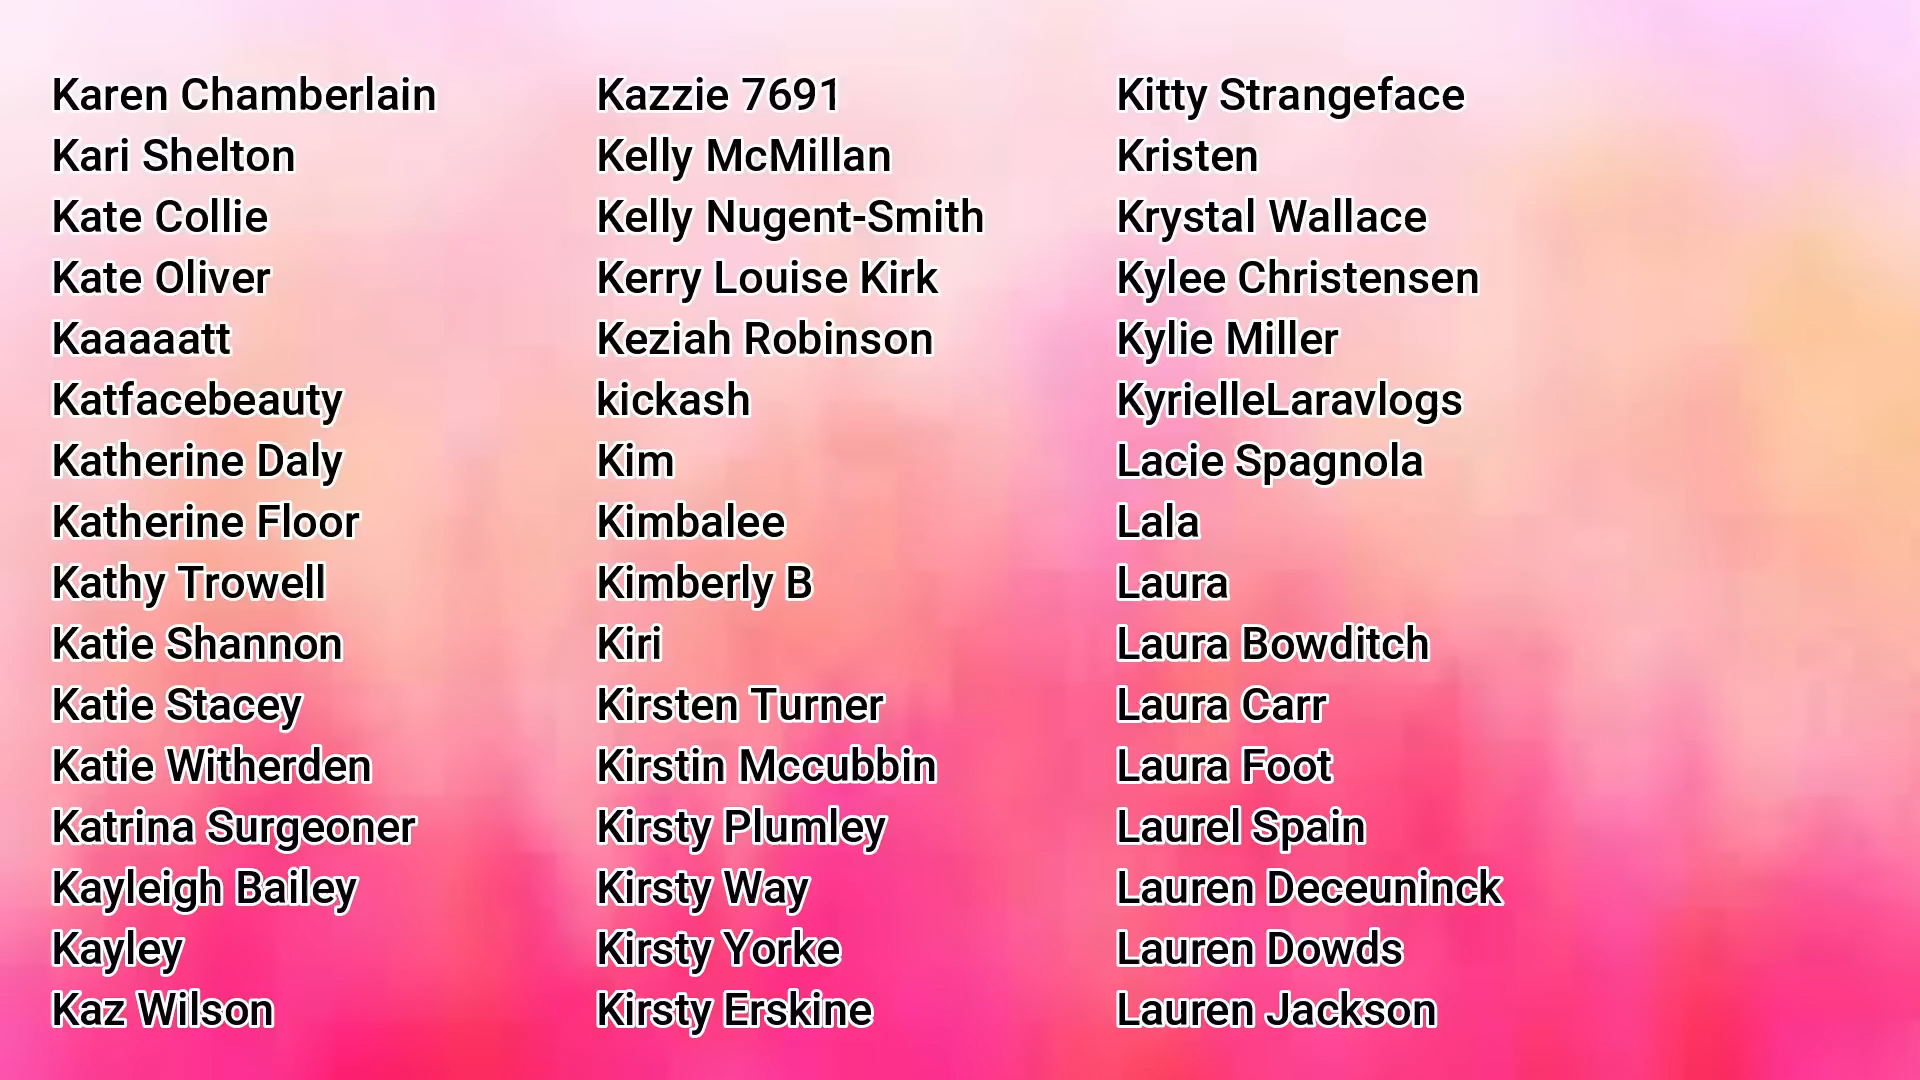 Karen Chamberlain
Kari Shelton
Kate Collie
Kate Oliver
Kaaaaatt
Katfacebeauty
Katherine Daly
Katherine Floor
Kathy Trowell
Katie Shannon
Katie Stacey
Katie Witherden
Katrina Surgeoner
Kayleigh Bailey
Kayley
Kaz Wilson
Kazzie 7691
Kelly McMillan
Kelly Nugent-Smith
Kerry Louise Kirk
Keziah Robinson
kickash
Kim
Kimbalee
Kimberly B
Kiri
Kirsten Turner
Kirstin Mccubbin
Kirsty Plumley
Kirsty Way
Kirsty Yorke
Kirsty Erskine
Kitty Strangeface
Kristen
Krystal Wallace
Kylee Christensen
Kylie Miller
KyrielleLaravlogs
Lacie Spagnola
Lala
Laura
Laura Bowditch
Laura Carr
Laura Foot
Laurel Spain
Lauren Deceuninck
Lauren Dowds
Lauren Jackson